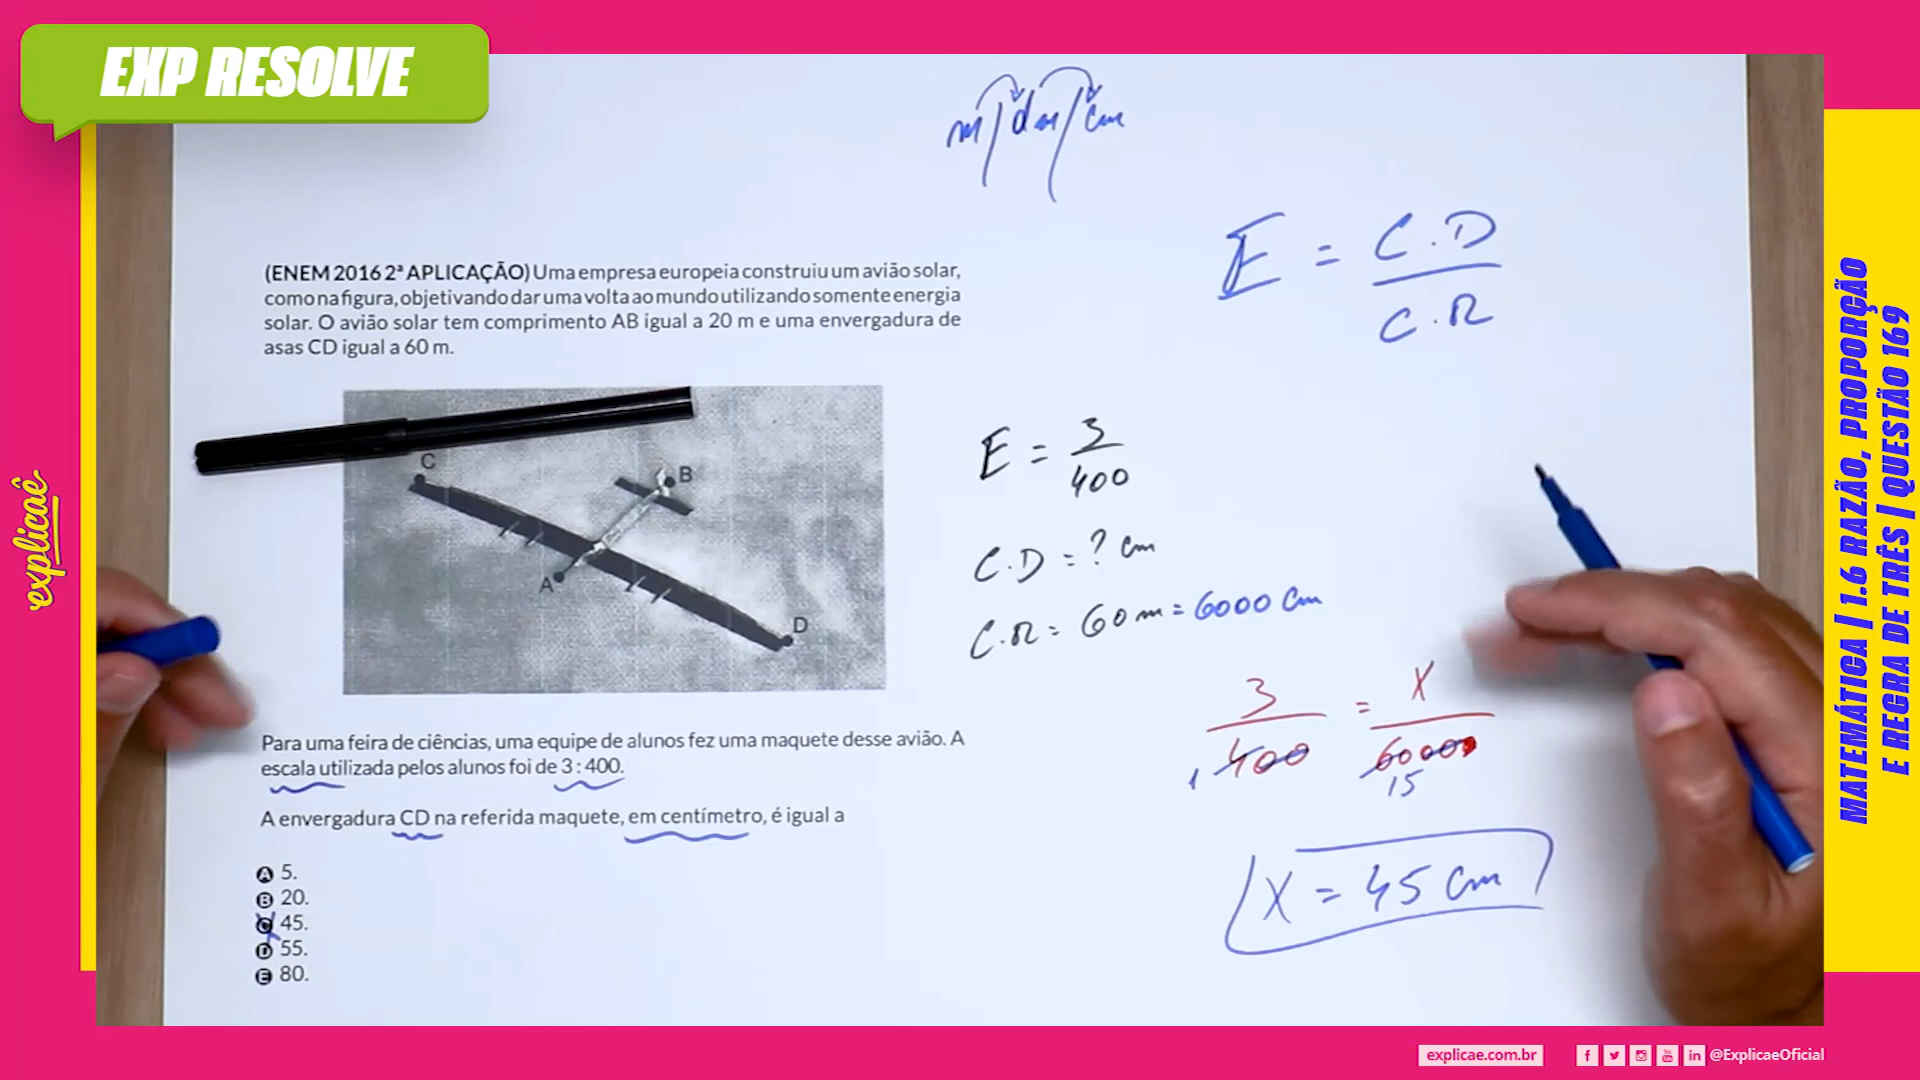 EXP RESOLVE
m/dm/cm
E = C.D
C.R
(ENEM 2016 2ª APLICAÇÃO) Uma empresa europeia construiu um avião solar,
como na figura, objetivando dar uma volta ao mundo utilizando somente energia
solar. O avião solar tem comprimento AB igual a 20 m e uma envergadura de
asas CD igual a 60 m.
C
B
A
D
E = 3
400
C.D = ? cm
C.R = 60 m = 6000 cm
3 = X
400 6000
1 15
X = 45 cm
Para uma feira de ciências, uma equipe de alunos fez uma maquete desse avião. A
escala utilizada pelos alunos foi de 3 : 400.
A envergadura CD na referida maquete, em centímetro, é igual a
A 5.
B 20.
C 45.
D 55.
E 80.
explicaê
MATEMÁTICA | 1.6 RAZÃO, PROPORÇÃO
E REGRA DE TRÊS | QUESTÃO 169
explicae.com.br
@ExplicaeOficial